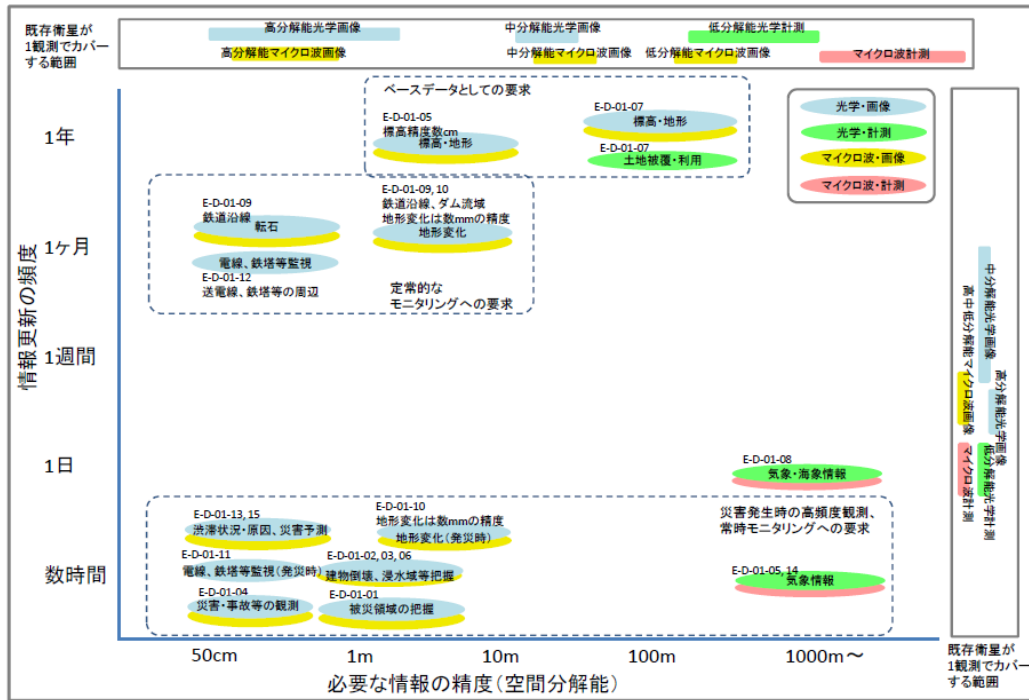 既存衛星が
1観測でカバー
する範囲
高分解能光学画像
中分解能光学画像
低分解能光学計測
高分解能マイクロ波画像
中分解能マイクロ波画像
低分解能マイクロ波画像
マイクロ波計測
ベースデータとしての要求
E-D-01-05
標高精度数cm
標高・地形
E-D-01-07
標高・地形
E-D-01-07
土地被覆・利用
光学・画像
光学・計測
マイクロ波・画像
マイクロ波・計測
1年
E-D-01-09
鉄道沿線
転石
E-D-01-09, 10
鉄道沿線、ダム流域
地形変化は数mmの精度
地形変化
1ヶ月
電線、鉄塔等監視
E-D-01-12
送電線、鉄塔等の周辺
定常的な
モニタリングへの要求
情報更新の頻度
1週間
1日
E-D-01-08
気象・海象情報
E-D-01-13, 15
渋滞状況・原因、災害予測
E-D-01-10
地形変化は数mmの精度
地形変化(発災時)
災害発生時の高頻度観測、
常時モニタリングへの要求
E-D-01-11
電線、鉄塔等監視(発災時)
E-D-01-02, 03, 06
建物倒壊、浸水域等把握
数時間
E-D-01-05, 14
気象情報
E-D-01-04
災害・事故等の観測
E-D-01-01
被災領域の把握
中分解能光学画像
高中低分解能マイクロ波画像
高分解能光学画像
低分解能光学計測
マイクロ波計測
50cm
1m
10m
100m
1000m～
必要な情報の精度(空間分解能)
既存衛星が
1観測でカバー
する範囲